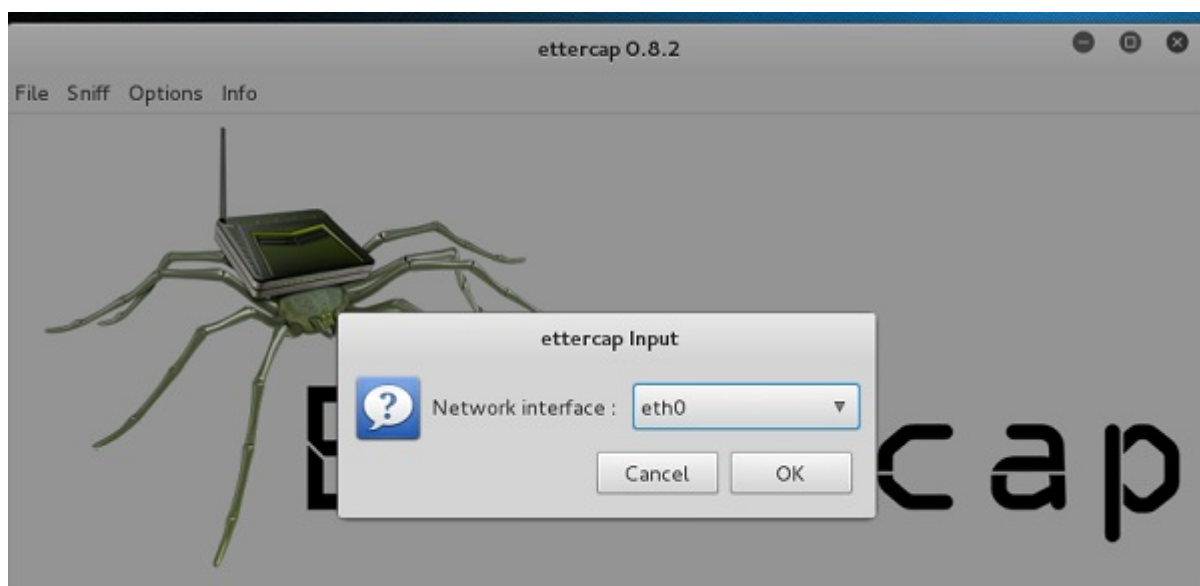 ettercap 0.8.2
File Sniff Options Info
ettercap Input
Network interface :
eth0
Cancel
OK
E
cap